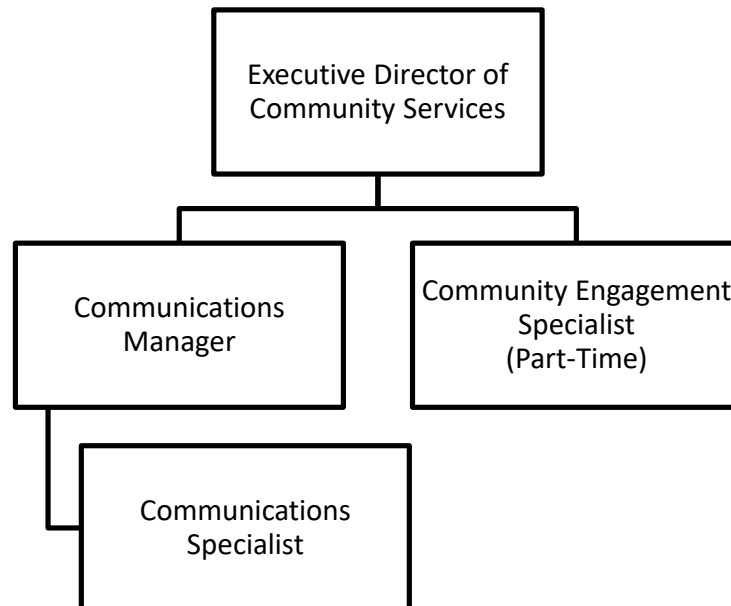 Executive Director of
Community Services
Communications
Manager
Community Engagement
Specialist
(Part-Time)
Communications
Specialist